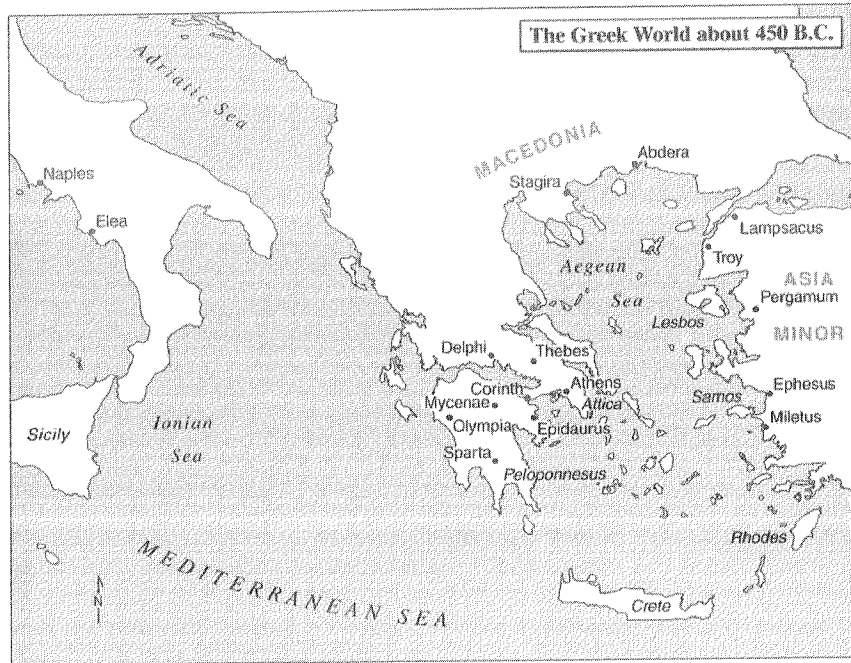 The Greek World about 450 B.C.
Adriatic Sea
MACEDONIA
Abdera
Stagira
Naples
Elea
Lampsacus
Troy
Aegean
Sea
ASIA
Pergamum
MINOR
Lesbos
Delphi
Thebes
Corinth
Athens
Attica
Samos
Ephesus
Mycenae
Miletus
Olympia
Epidaurus
Sicily
Ionian
Sea
Sparta
Peloponnesus
Rhodes
MEDITERRANEAN SEA
Crete
N